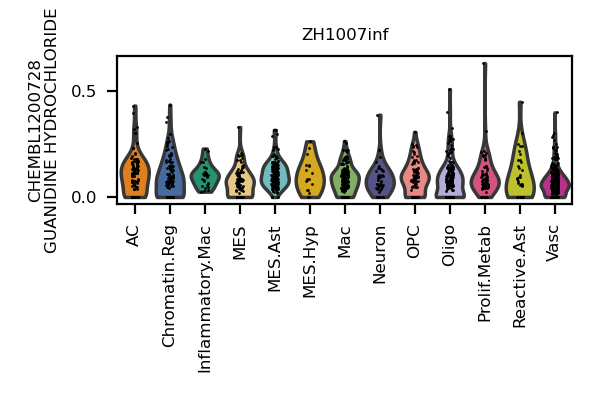 ZH1007inf
CHEMBL1200728
GUANIDINE HYDROCHLORIDE
0.5
0.0
AC
Chromatin.Reg
Inflammatory.Mac
MES
MES.Ast
MES.Hyp
Mac
Neuron
OPC
Oligo
Prolif.Metab
Reactive.Ast
Vasc